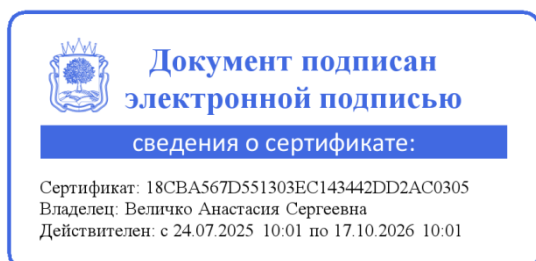 Документ подписан
электронной подписью
сведения о сертификате:
Сертификат: 18CBA567D551303EC143442DD2AC0305
Владелец: Величко Анастасия Сергеевна
Действителен: с 24.07.2025 10:01 по 17.10.2026 10:01